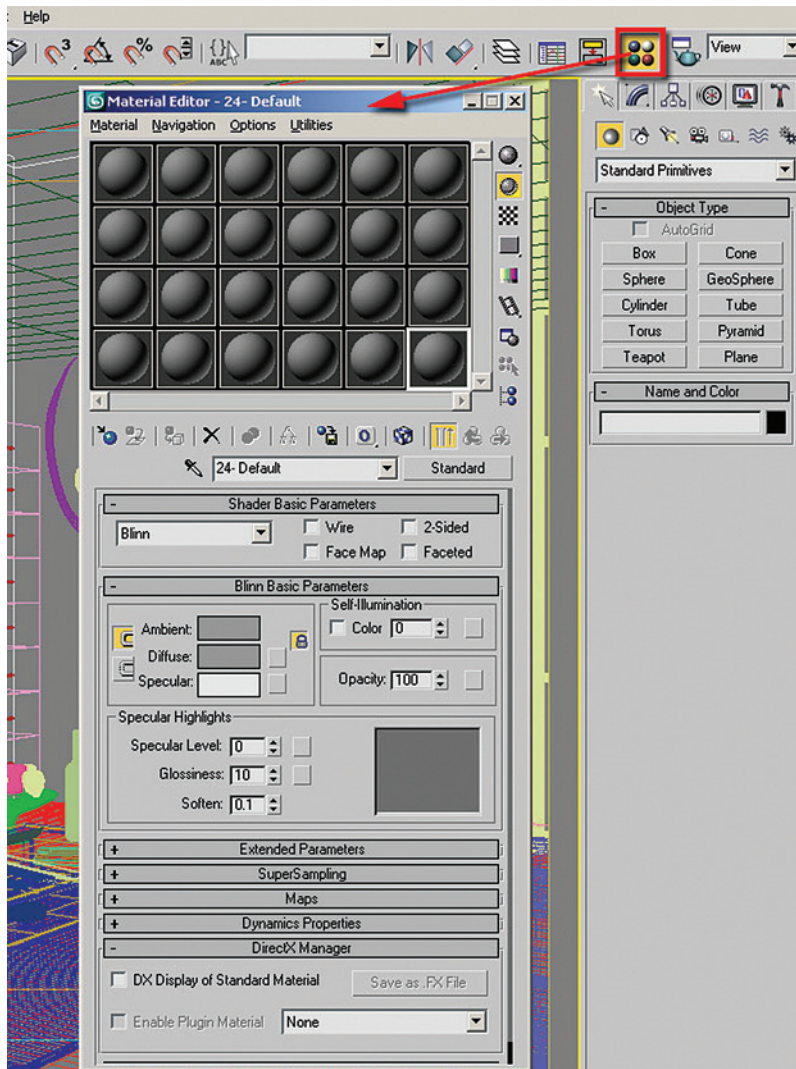 Help
3
%
{}
ABC
View
Material Editor - 24- Default
Material Navigation Options Utilities
Standard Primitives
- Object Type
AutoGrid
Box Cone
Sphere GeoSphere
Cylinder Tube
Torus Pyramid
Teapot Plane
- Name and Color
0
24- Default Standard
- Shader Basic Parameters
Blinn
Wire 2-Sided
Face Map Faceted
- Blinn Basic Parameters
Ambient:
Diffuse:
Specular:
Self-Illumination
Color 0
Opacity: 100
Specular Highlights
Specular Level: 0
Glossiness: 10
Soften: 0.1
+ Extended Parameters
+ SuperSampling
+ Maps
+ Dynamics Properties
- DirectX Manager
DX Display of Standard Material Save as .FX File
Enable Plugin Material None